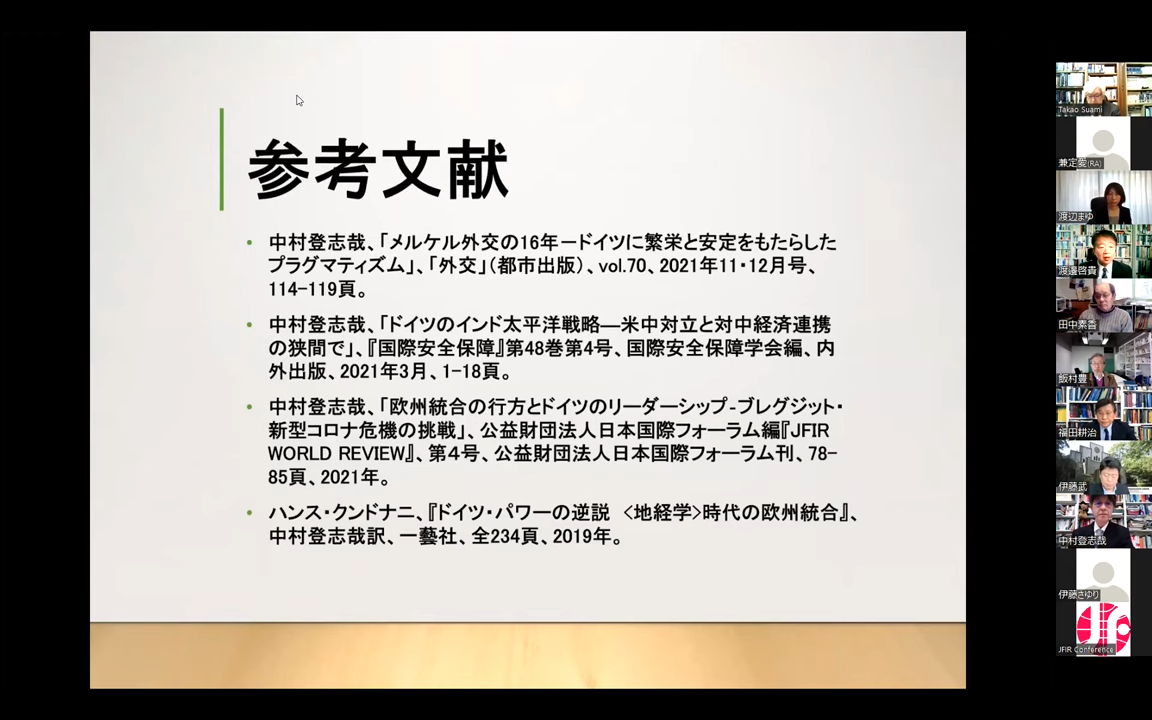 参考文献
• 中村登志哉、「メルケル外交の16年－ドイツに繁栄と安定をもたらした
プラグマティズム」、「外交」（都市出版）、vol.70、2021年11・12月号、
114-119頁。
• 中村登志哉、「ドイツのインド太平洋戦略―米中対立と対中経済連携
の狭間で」、『国際安全保障』第48巻第4号、国際安全保障学会編、内
外出版、2021年3月、1-18頁。
• 中村登志哉、「欧州統合の行方とドイツのリーダーシップ-ブレグジット・
新型コロナ危機の挑戦」、公益財団法人日本国際フォーラム編『JFIR
WORLD REVIEW』、第４号、公益財団法人日本国際フォーラム刊、78-
85頁、2021年。
• ハンス・クンドナニ、『ドイツ・パワーの逆説　<地経学>時代の欧州統合』、
中村登志哉訳、一藝社、全234頁、2019年。
Takao Suami
兼定愛(RA)
渡辺まゆ
渡邊啓貴
田中素香
飯村豊
福田耕治
伊藤武
中村登志哉
伊藤さゆり
JFIR Conference